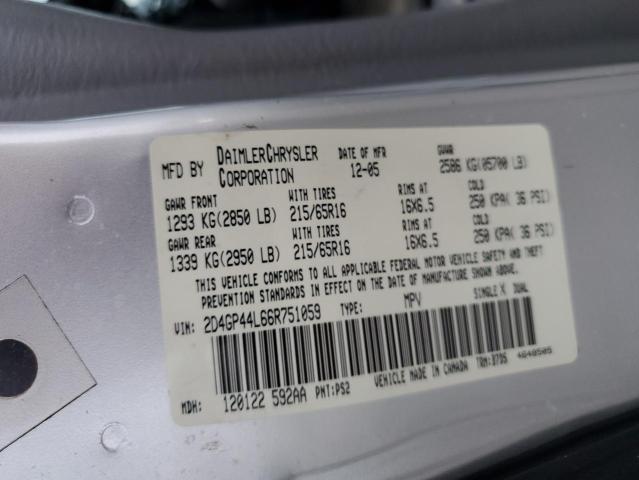 MFD BY DAIMLERCHRYSLER CORPORATION DATE OF MFR 12-05 GVWR 2586 KG(05700 LB)
GAWR FRONT WITH TIRES RIMS AT COLD
1293 KG(2850 LB) 215/65R16 16X6.5 250 KPA( 36 PSI)
GAWR REAR WITH TIRES RIMS AT COLD
1339 KG(2950 LB) 215/65R16 16X6.5 250 KPA( 36 PSI)
THIS VEHICLE CONFORMS TO ALL APPLICABLE FEDERAL MOTOR VEHICLE SAFETY AND THEFT
PREVENTION STANDARDS IN EFFECT ON THE DATE OF MANUFACTURE SHOWN ABOVE.
VIN: 2D4GP44L66R751059 TYPE: MPV SINGLE X DUAL
MDH: 120122 592AA PNT:PS2 VEHICLE MADE IN CANADA TRM:D7D5 4648505